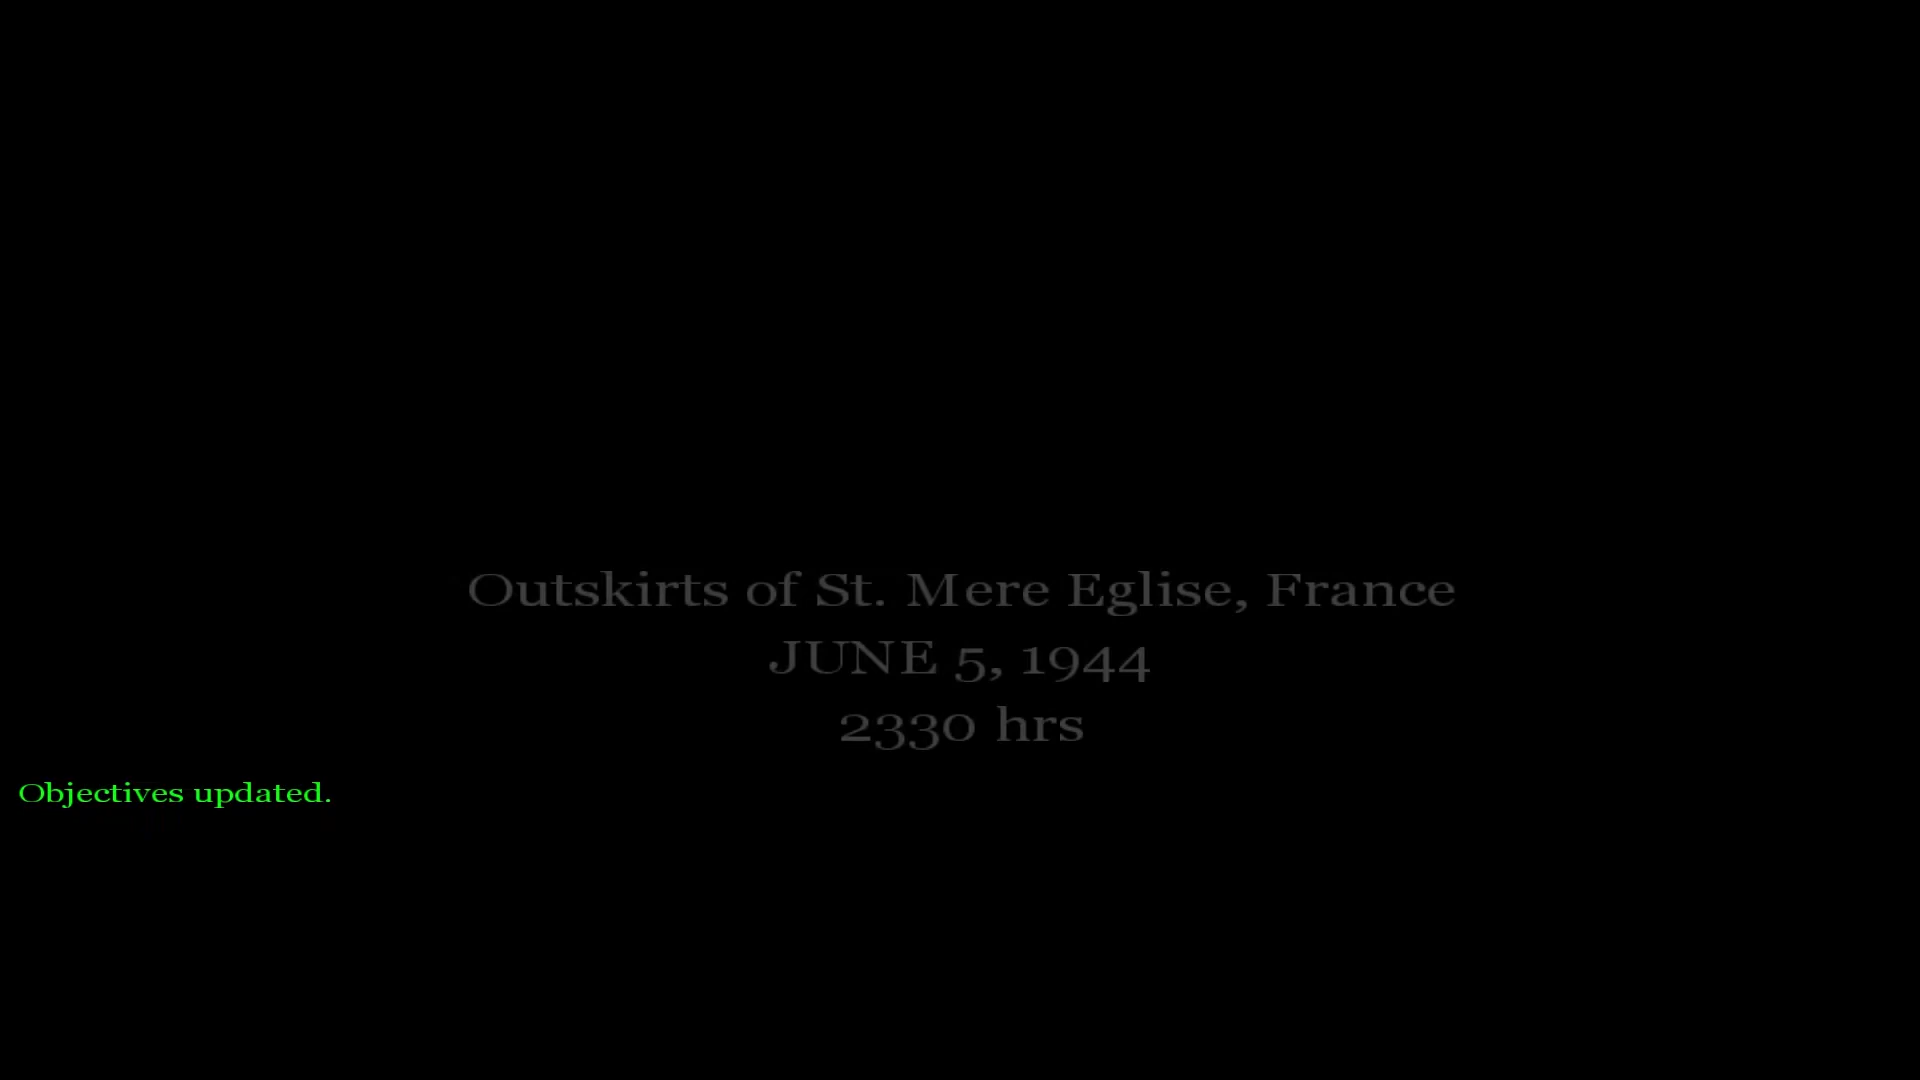 Outskirts of St. Mere Eglise, France
JUNE 5, 1944
2330 hrs
Objectives updated.